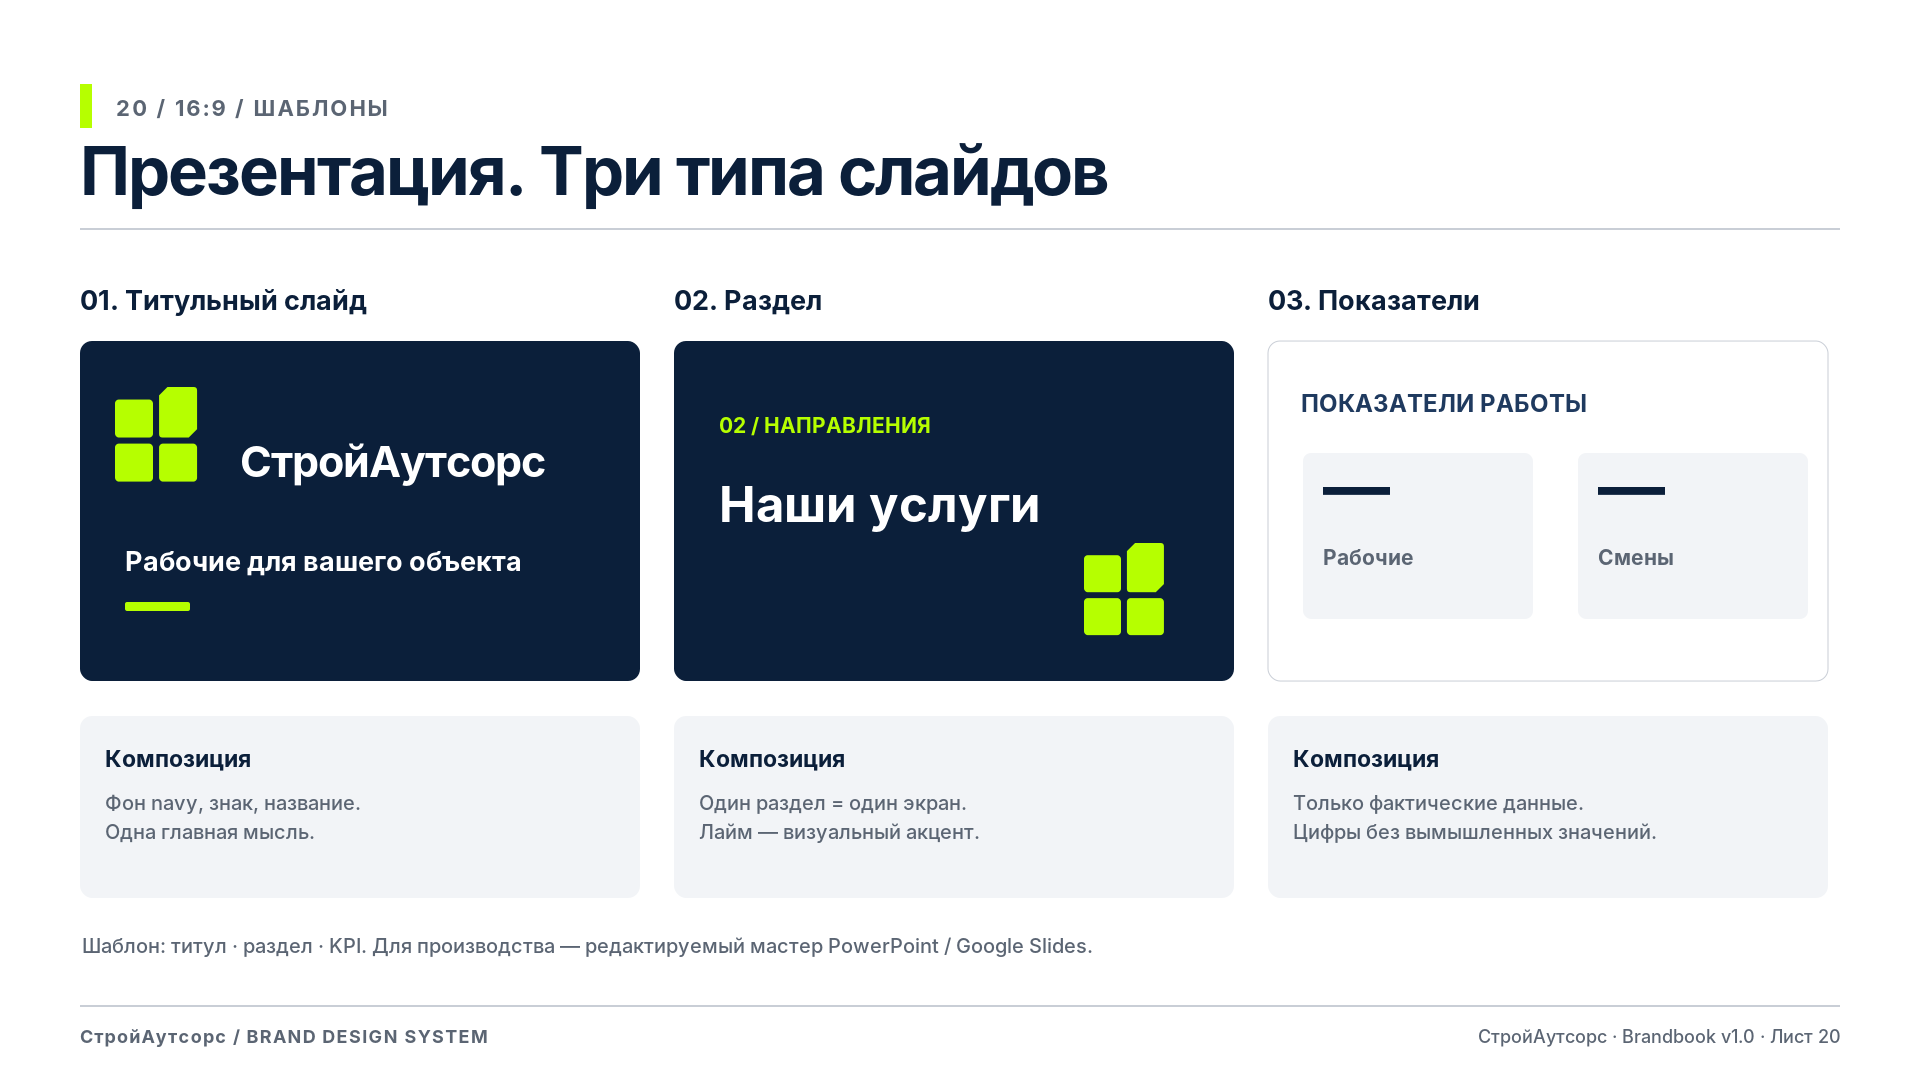 20 / 16:9 / ШАБЛОНЫ
Презентация. Три типа слайдов
01. Титульный слайд
СтройАутсорс
Рабочие для вашего объекта
Композиция
Фон navy, знак, название.
Одна главная мысль.
02. Раздел
02 / НАПРАВЛЕНИЯ
Наши услуги
Композиция
Один раздел = один экран.
Лайм — визуальный акцент.
03. Показатели
ПОКАЗАТЕЛИ РАБОТЫ
Рабочие
Смены
Композиция
Только фактические данные.
Цифры без вымышленных значений.
Шаблон: титул · раздел · KPI. Для производства — редактируемый мастер PowerPoint / Google Slides.
СтройАутсорс / BRAND DESIGN SYSTEM
СтройАутсорс · Brandbook v1.0 · Лист 20